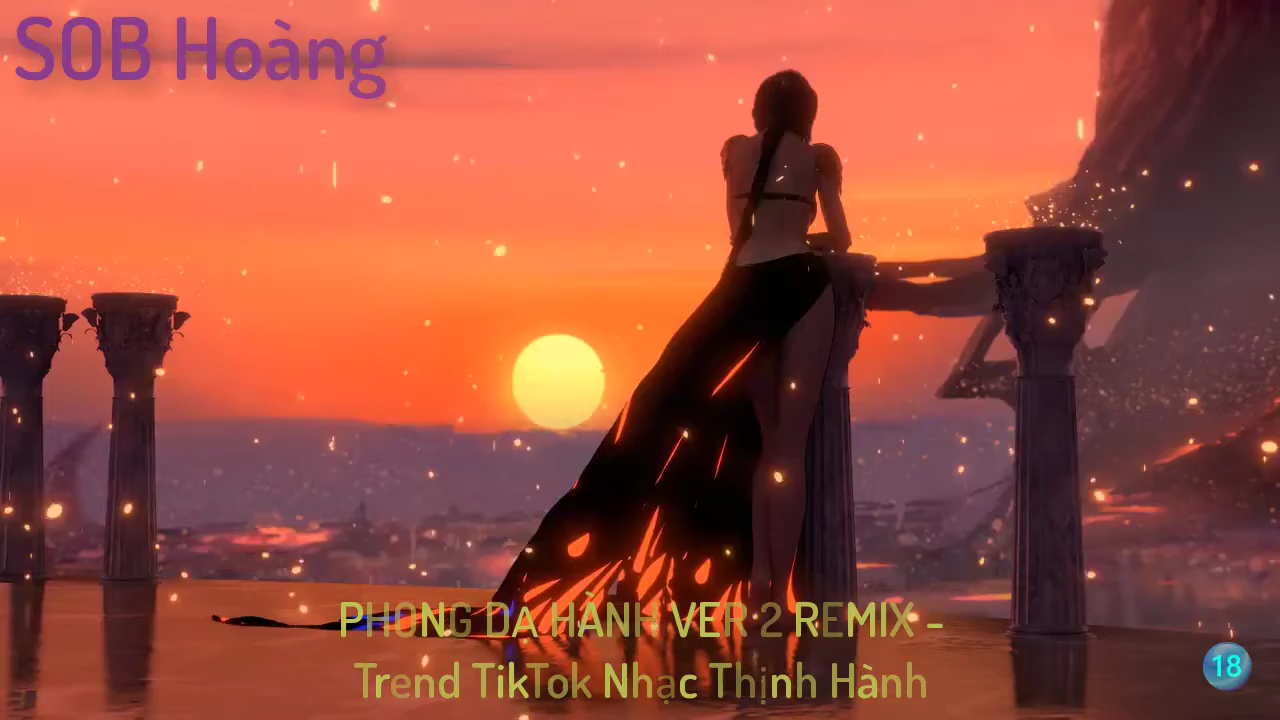 SOB Hoàng
PHONG DẠ HÀNH VER 2 REMIX -
Trend TikTok Nhạc Thịnh Hành
18